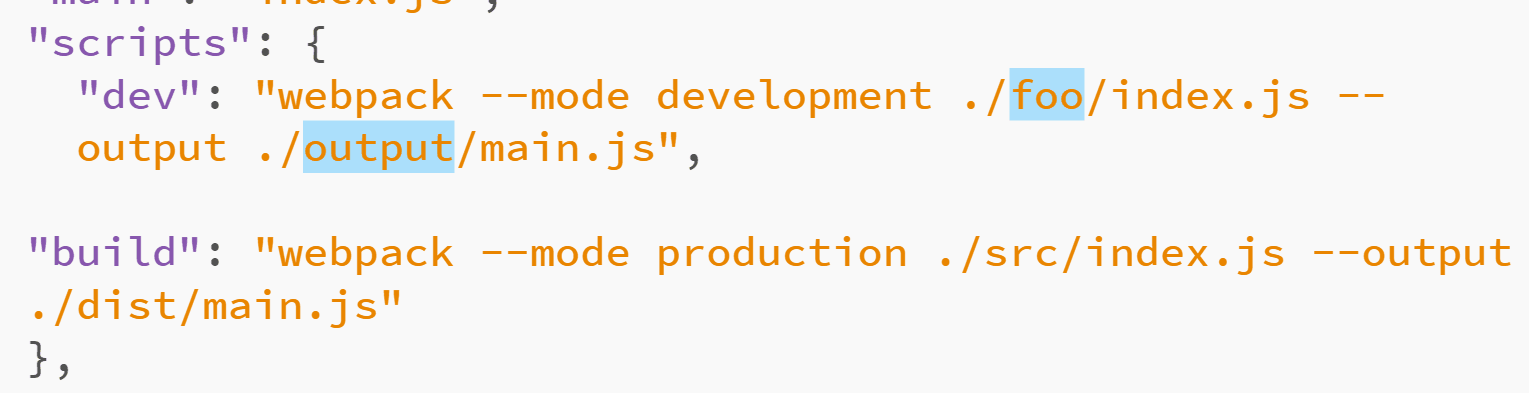 "main": "index.js",
"scripts": {
"dev": "webpack --mode development ./foo/index.js --
output ./output/main.js",
"build": "webpack --mode production ./src/index.js --output
./dist/main.js"
},